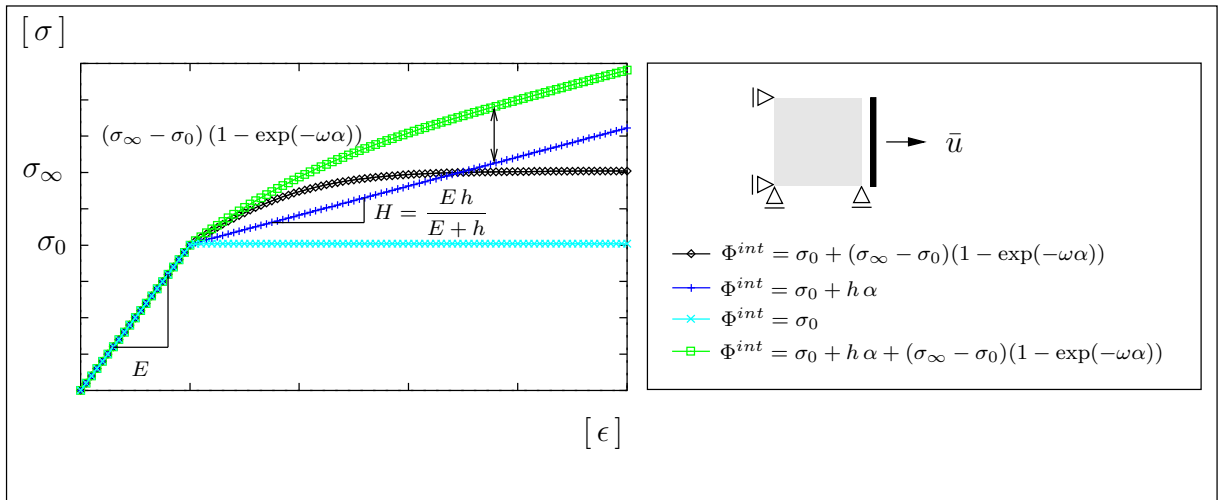 [ σ ]
(σ∞ − σ0) (1 − exp(−ωα))
σ∞
H = E h / E + h
σ0
E
[ ϵ ]
ū
Φ^int = σ0 + (σ∞ − σ0)(1 − exp(−ωα))
Φ^int = σ0 + h α
Φ^int = σ0
Φ^int = σ0 + h α + (σ∞ − σ0)(1 − exp(−ωα))